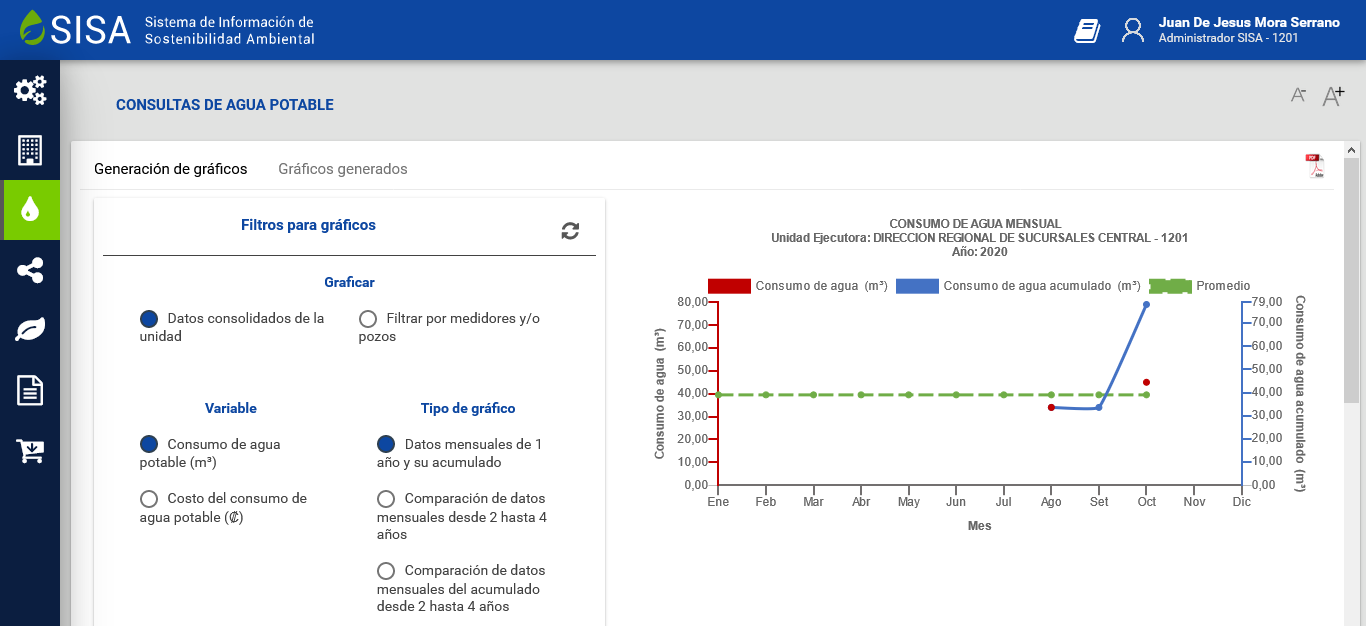 SISA
Sistema de Información de
Sostenibilidad Ambiental
Juan De Jesus Mora Serrano
Administrador SISA - 1201
CONSULTAS DE AGUA POTABLE
A-
A+
Generación de gráficos
Gráficos generados
PDF
Adobe
Filtros para gráficos
Graficar
Datos consolidados de la
unidad
Filtrar por medidores y/o
pozos
Variable
Consumo de agua
potable (m³)
Costo del consumo de
agua potable (₡)
Tipo de gráfico
Datos mensuales de 1
año y su acumulado
Comparación de datos
mensuales desde 2 hasta 4
años
Comparación de datos
mensuales del acumulado
desde 2 hasta 4 años
CONSUMO DE AGUA MENSUAL
Unidad Ejecutora: DIRECCION REGIONAL DE SUCURSALES CENTRAL - 1201
Año: 2020
Consumo de agua (m³)
Consumo de agua acumulado (m³)
Promedio
Consumo de agua (m³)
80,00
70,00
60,00
50,00
40,00
30,00
20,00
10,00
0,00
79,00
70,00
60,00
50,00
40,00
30,00
20,00
10,00
0,00
Consumo de agua acumulado (m³)
Ene Feb Mar Abr May Jun Jul Ago Set Oct Nov Dic
Mes